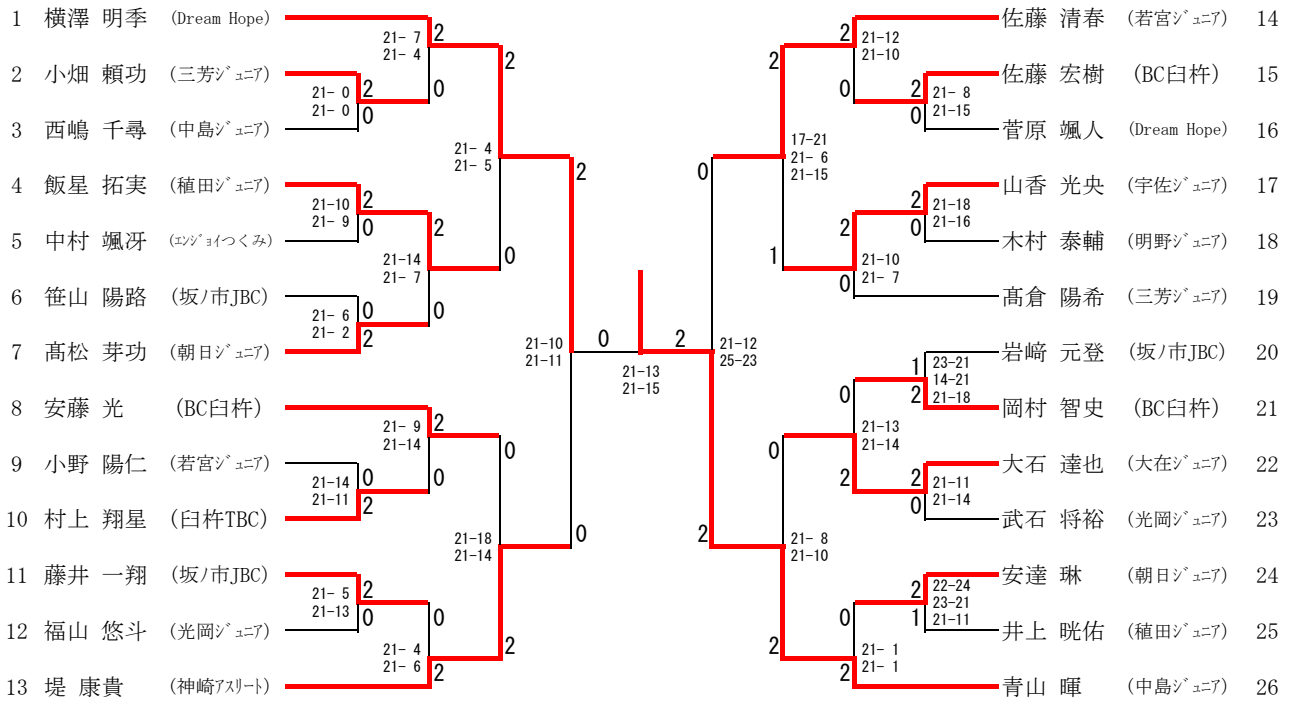 1 横澤 明季 (Dream Hope)
2 小畑 頼功 (三芳ジュニア)
3 西嶋 千尋 (中島ジュニア)
4 飯星 拓実 (稙田ジュニア)
5 中村 颯冴 (エンジョイつくみ)
6 笹山 陽路 (坂ノ市JBC)
7 髙松 芽功 (朝日ジュニア)
8 安藤 光 (BC臼杵)
9 小野 陽仁 (若宮ジュニア)
10 村上 翔星 (臼杵TBC)
11 藤井 一翔 (坂ノ市JBC)
12 福山 悠斗 (光岡ジュニア)
13 堤 康貴 (神崎アスリート)
21- 7 2
21- 4 0
21- 0 2
21- 0 0
21-10 2
21- 9 0
21- 6 0
21- 2 2
21-14 2
21- 7 0
21- 4 2
21- 5 0
21- 9 2
21-14 0
21-14 0
21-11 2
21- 5 2
21-13 0
21- 4 0
21- 6 2
21-18 0
21-14 2
21-10 2
21-11 0
0 2
21-13
21-15
佐藤 清春 (若宮ジュニア) 14
佐藤 宏樹 (BC臼杵) 15
菅原 颯人 (Dream Hope) 16
山香 光央 (宇佐ジュニア) 17
木村 泰輔 (明野ジュニア) 18
髙倉 陽希 (三芳ジュニア) 19
岩﨑 元登 (坂ノ市JBC) 20
岡村 智史 (BC臼杵) 21
大石 達也 (大在ジュニア) 22
武石 将裕 (光岡ジュニア) 23
安達 琳 (朝日ジュニア) 24
井上 晄佑 (稙田ジュニア) 25
青山 暉 (中島ジュニア) 26
2 21-12
0 21-10
2 21- 8
0 21-15
2 17-21
21- 6
1 21-15
2 21-18
0 21-16
2 21-10
0 21- 7
0 21-12
2 25-23
1 23-21
14-21
2 21-18
0 21-13
2 21-14
2 21-11
0 21-14
0 21- 8
2 21-10
2 22-24
23-21
1 21-11
0 21- 1
2 21- 1